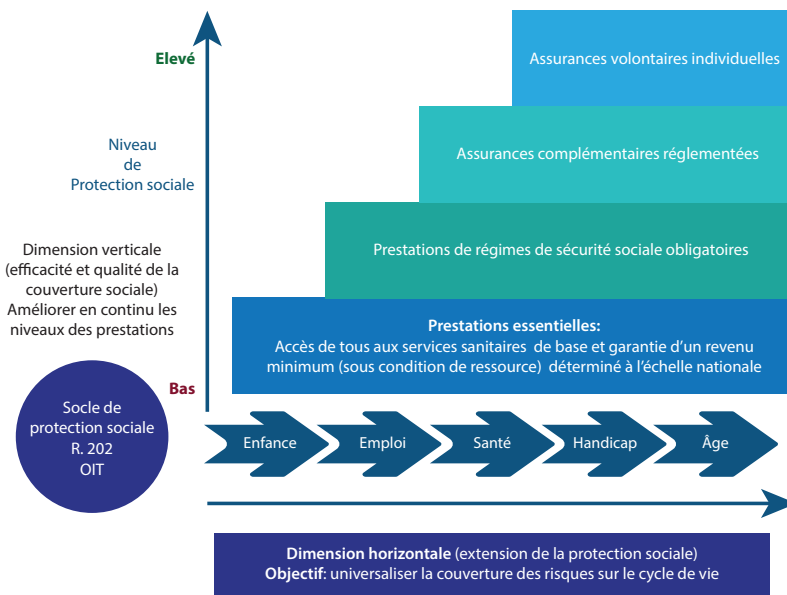 Elevé
Assurances volontaires individuelles
Niveau
de
Protection sociale
Assurances complémentaires réglementées
Dimension verticale
(efficacité et qualité de la
couverture sociale)
Améliorer en continu les
niveaux des prestations
Prestations de régimes de sécurité sociale obligatoires
Prestations essentielles:
Accès de tous aux services sanitaires de base et garantie d'un revenu
minimum (sous condition de ressource) déterminé à l'échelle nationale
Bas
Socle de
protection sociale
R. 202
OIT
Enfance
Emploi
Santé
Handicap
Âge
Dimension horizontale (extension de la protection sociale)
Objectif: universaliser la couverture des risques sur le cycle de vie